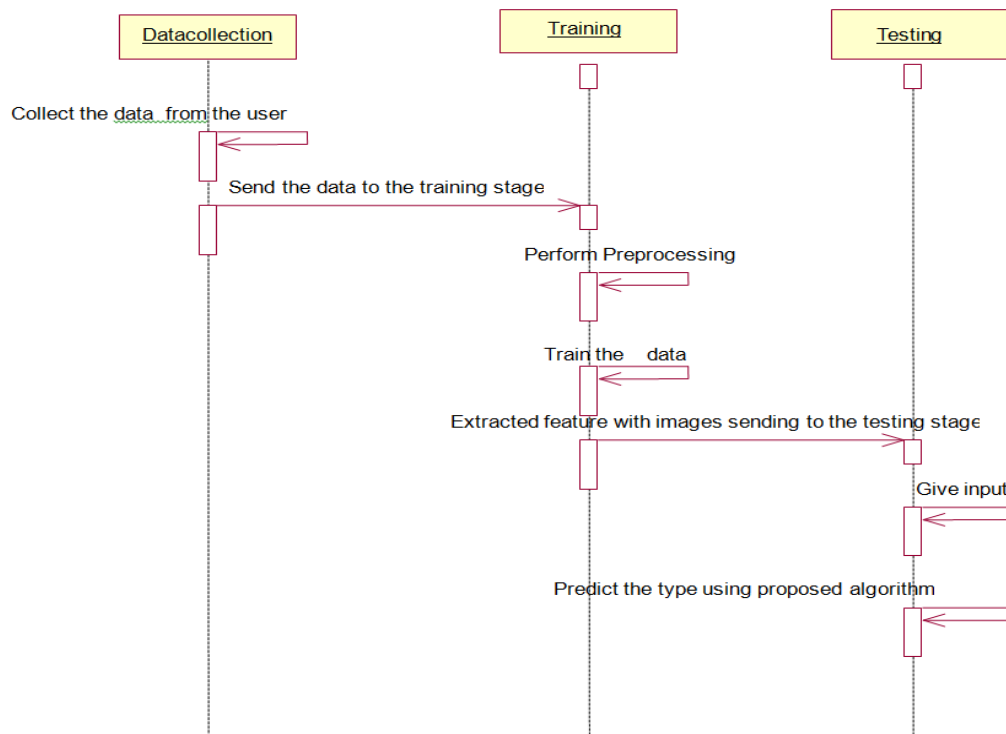 Datacollection
Training
Testing
Collect the data from the user
Send the data to the training stage
Perform Preprocessing
Train the data
Extracted feature with images sending to the testing stage
Give input
Predict the type using proposed algorithm